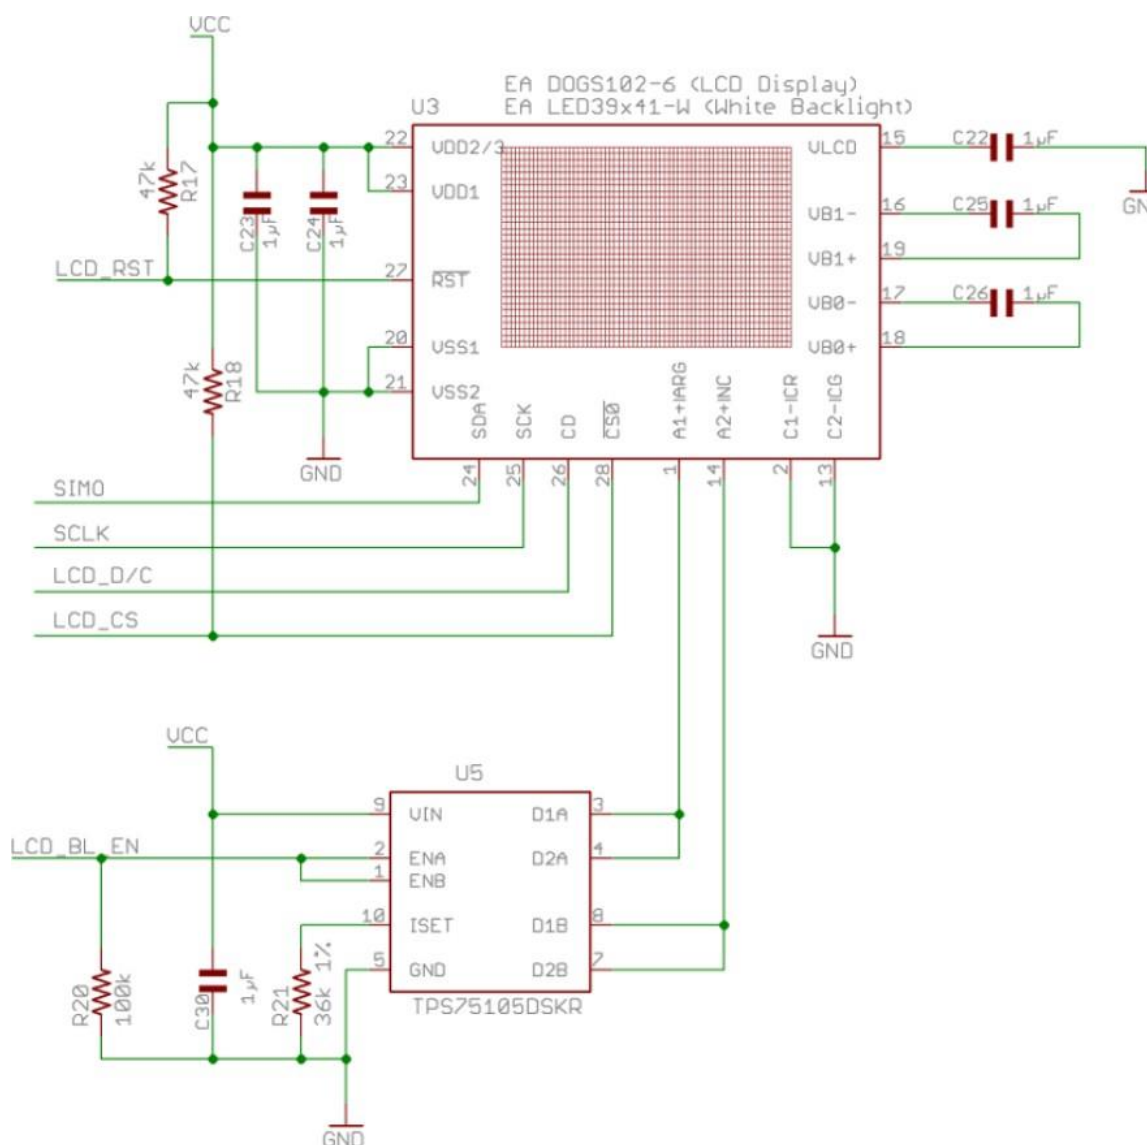 VCC
EA DOGS102-6 (LCD Display)
EA LED39x41-W (White Backlight)
U3
22 VDD2/3
23 VDD1
27 RST
20 VSS1
21 VSS2
VLCD 15
VB1- 16
VB1+ 19
VB0- 17
VB0+ 18
C22 1µF
C25 1µF
C26 1µF
GND
47k
R17
C23
1µF
C24
1µF
LCD_RST
47k
R18
GND
SDA
SCK
CD
CS0
A1+IARG
A2+INC
C1-ICR
C2-ICG
24
25
26
28
1
14
2
13
SIMO
SCLK
LCD_D/C
LCD_CS
GND
VCC
U5
9 VIN
2 ENA
1 ENB
10 ISET
5 GND
D1A 3
D2A 4
D1B 8
D2B 7
TPS75105DSKR
LCD_BL_EN
R20
100k
C30
1µF
R21
36k 1%
GND